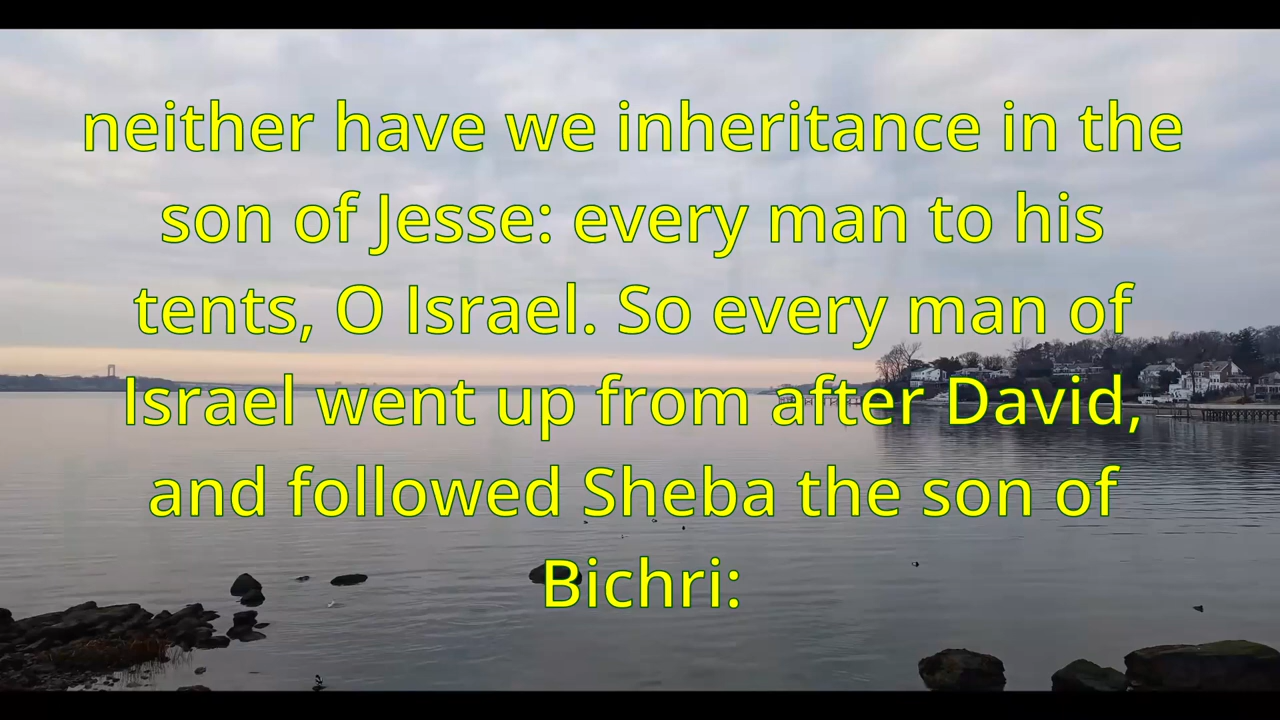 neither have we inheritance in the
son of Jesse: every man to his
tents, O Israel. So every man of
Israel went up from after David,
and followed Sheba the son of
Bichri: